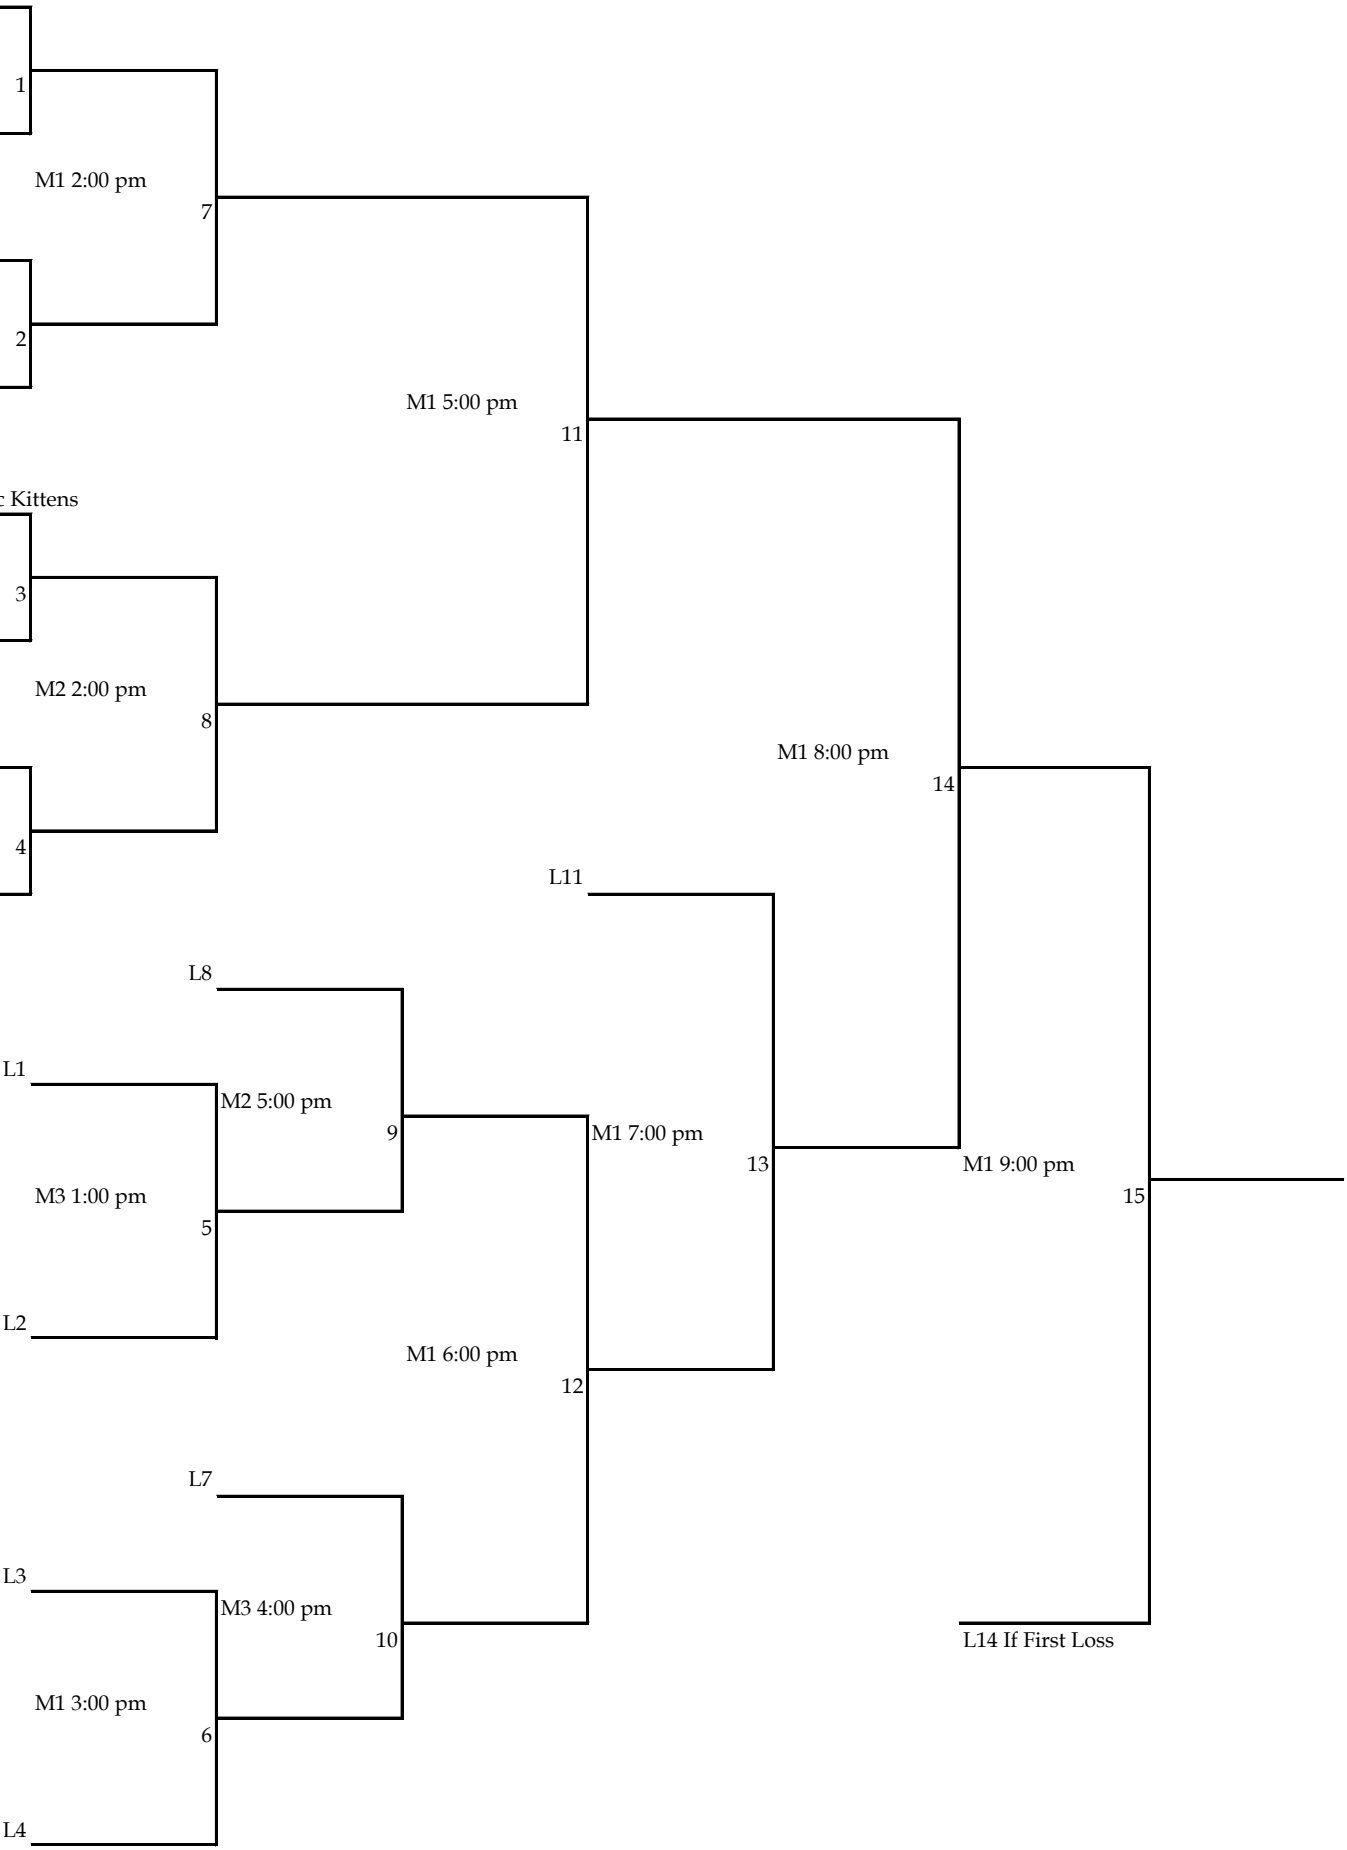 1
M1 2:00 pm
7
2
M1 5:00 pm
11
c Kittens
3
M2 2:00 pm
8
M1 8:00 pm
14
4
L11
L8
L1
M2 5:00 pm
9
M1 7:00 pm
13
M1 9:00 pm
M3 1:00 pm
15
5
L2
M1 6:00 pm
12
L7
L3
M3 4:00 pm
10
L14 If First Loss
M1 3:00 pm
6
L4